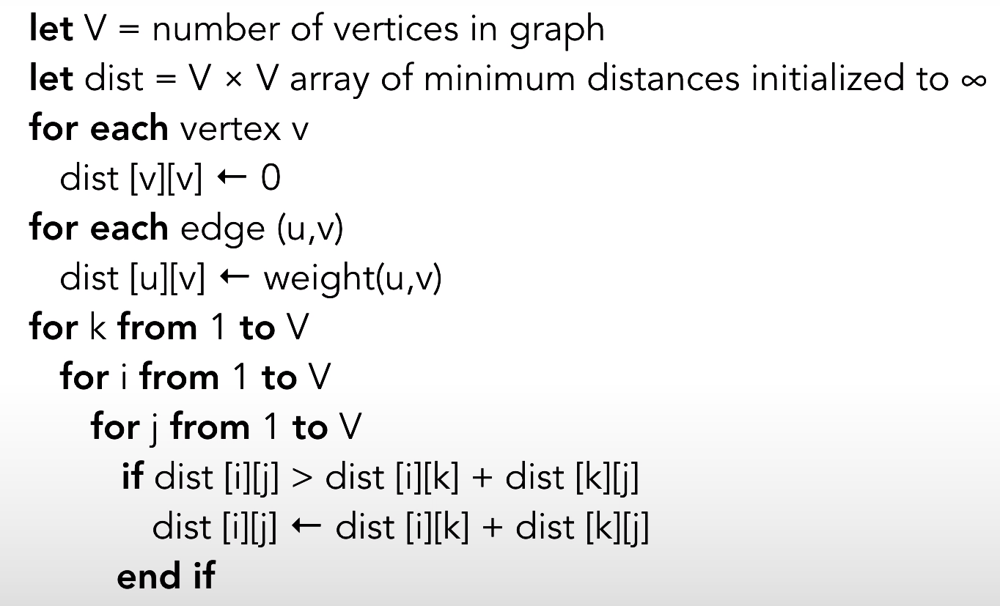 let V = number of vertices in graph
let dist = V × V array of minimum distances initialized to ∞
for each vertex v
dist [v][v] ← 0
for each edge (u,v)
dist [u][v] ← weight(u,v)
for k from 1 to V
for i from 1 to V
for j from 1 to V
if dist [i][j] > dist [i][k] + dist [k][j]
dist [i][j] ← dist [i][k] + dist [k][j]
end if